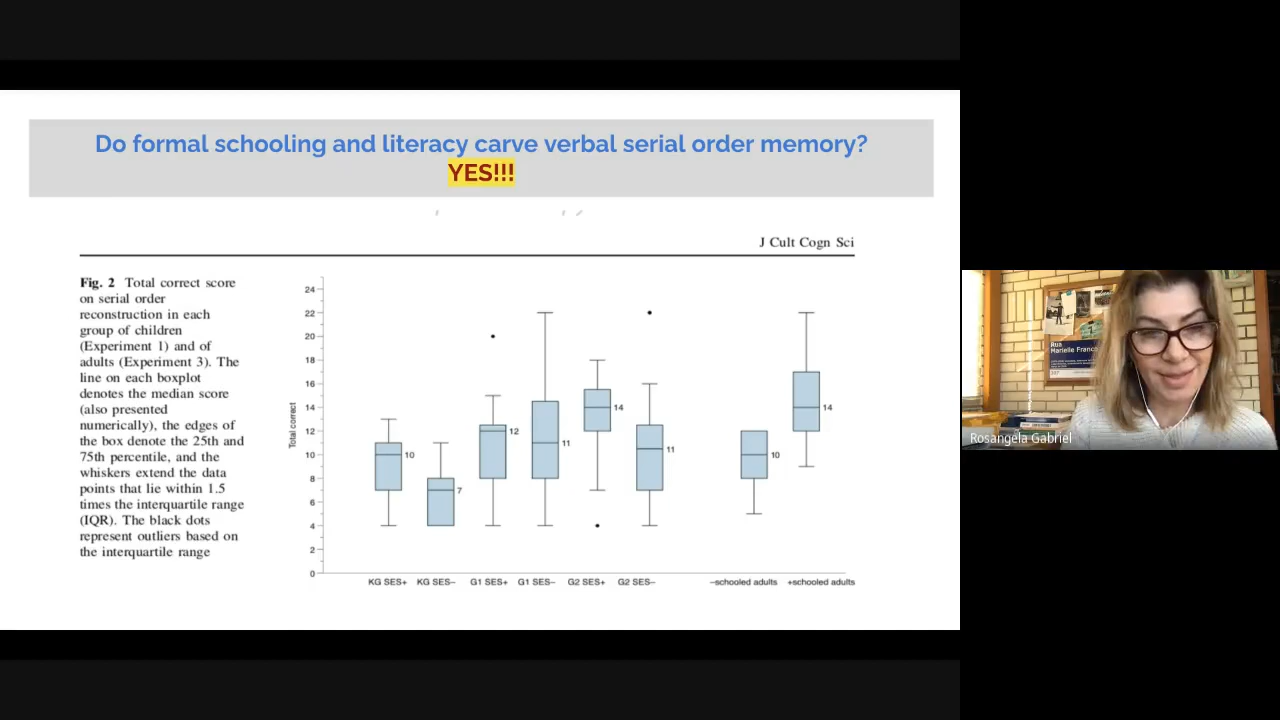 Do formal schooling and literacy carve verbal serial order memory?
YES!!!
J Cult Cogn Sci
Fig. 2 Total correct score
on serial order
reconstruction in each
group of children
(Experiment 1) and of
adults (Experiment 3). The
line on each boxplot
denotes the median score
(also presented
numerically), the edges of
the box denote the 25th and
75th percentile, and the
whiskers extend the data
points that lie within 1.5
times the interquartile range
(IQR). The black dots
represent outliers based on
the interquartile range
Total correct
24
22
20
18
16
14
12
10
8
6
4
2
0
10
7
12
11
14
11
10
14
KG SES+ KG SES– G1 SES+ G1 SES– G2 SES+ G2 SES– –schooled adults +schooled adults
Rua
Marielle Franco
Rosangela Gabriel